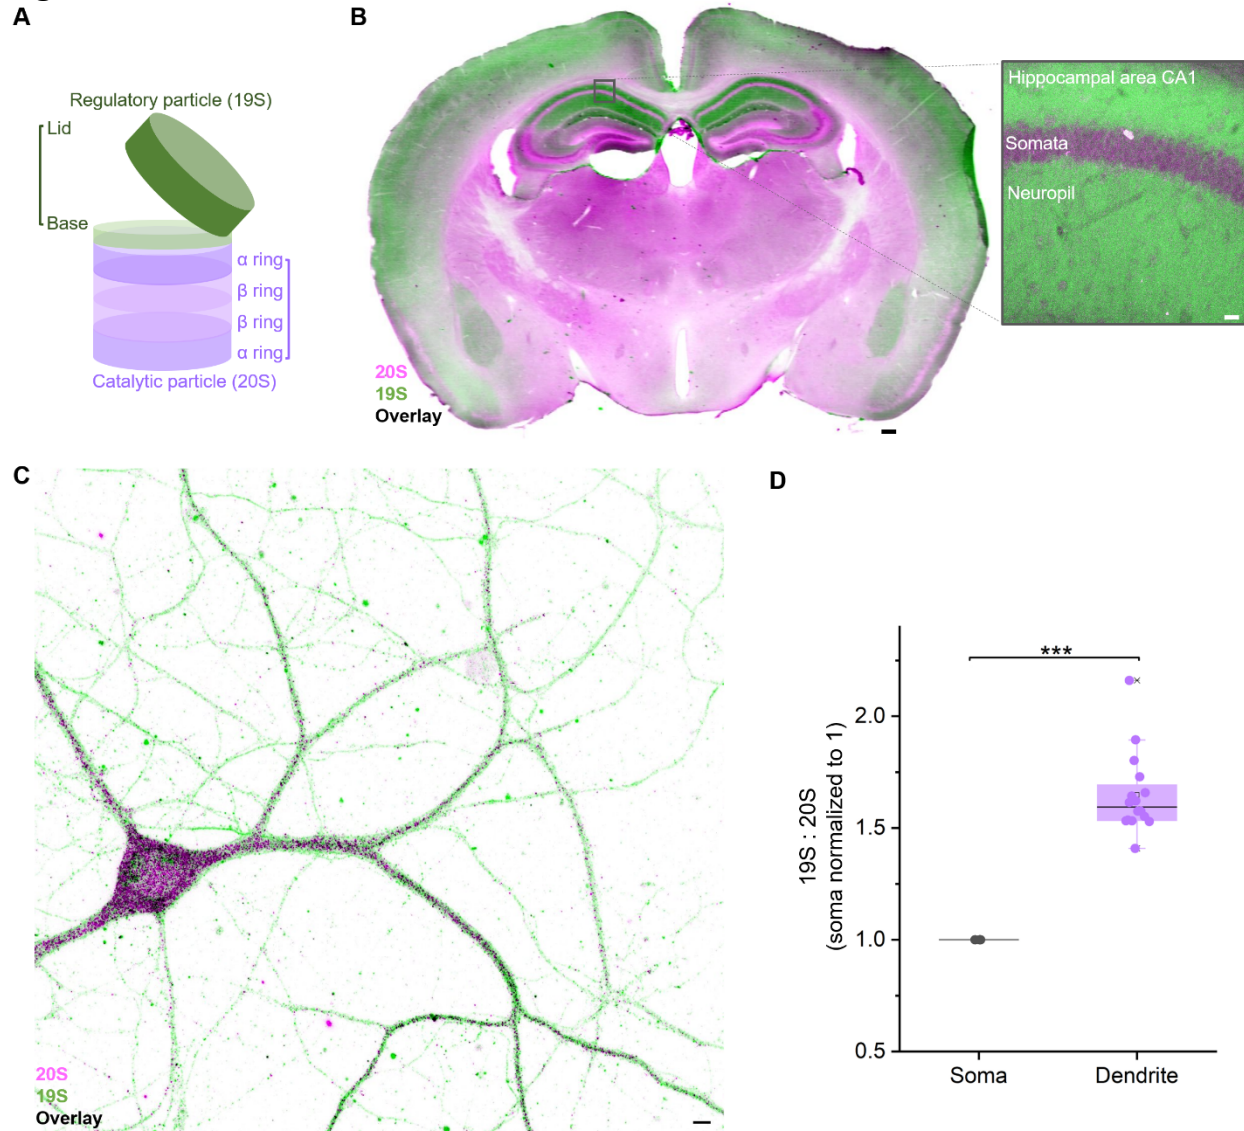 A
Regulatory particle (19S)
Lid
Base
α ring
β ring
β ring
α ring
Catalytic particle (20S)
B
20S
19S
Overlay
Hippocampal area CA1
Somata
Neuropil
C
20S
19S
Overlay
D
***
19S : 20S
(soma normalized to 1)
2.0
1.5
1.0
0.5
Soma
Dendrite